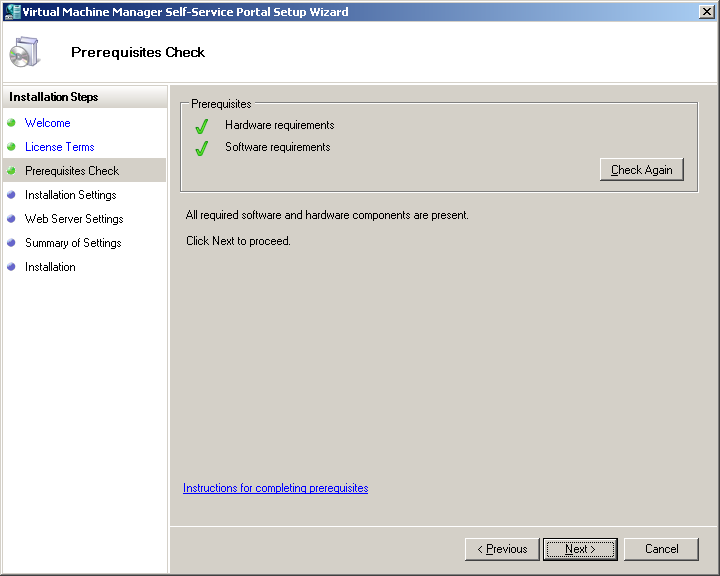 Virtual Machine Manager Self-Service Portal Setup Wizard
Prerequisites Check
Installation Steps
Welcome
License Terms
Prerequisites Check
Installation Settings
Web Server Settings
Summary of Settings
Installation
Prerequisites
Hardware requirements
Software requirements
Check Again
All required software and hardware components are present.
Click Next to proceed.
Instructions for completing prerequisites
< Previous
Next >
Cancel